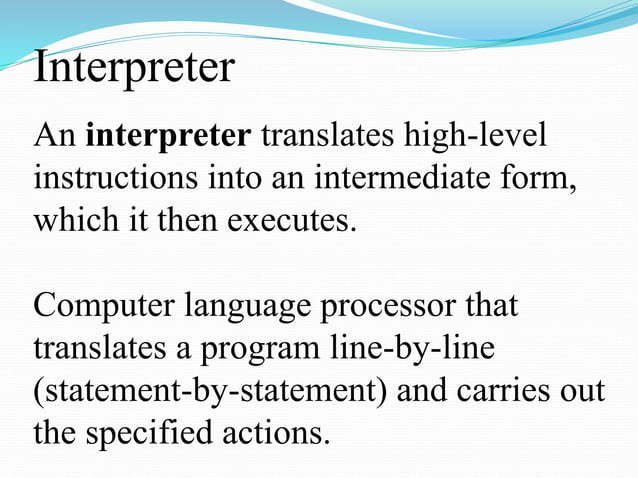 Interpreter
An interpreter translates high-level
instructions into an intermediate form,
which it then executes.
Computer language processor that
translates a program line-by-line
(statement-by-statement) and carries out
the specified actions.